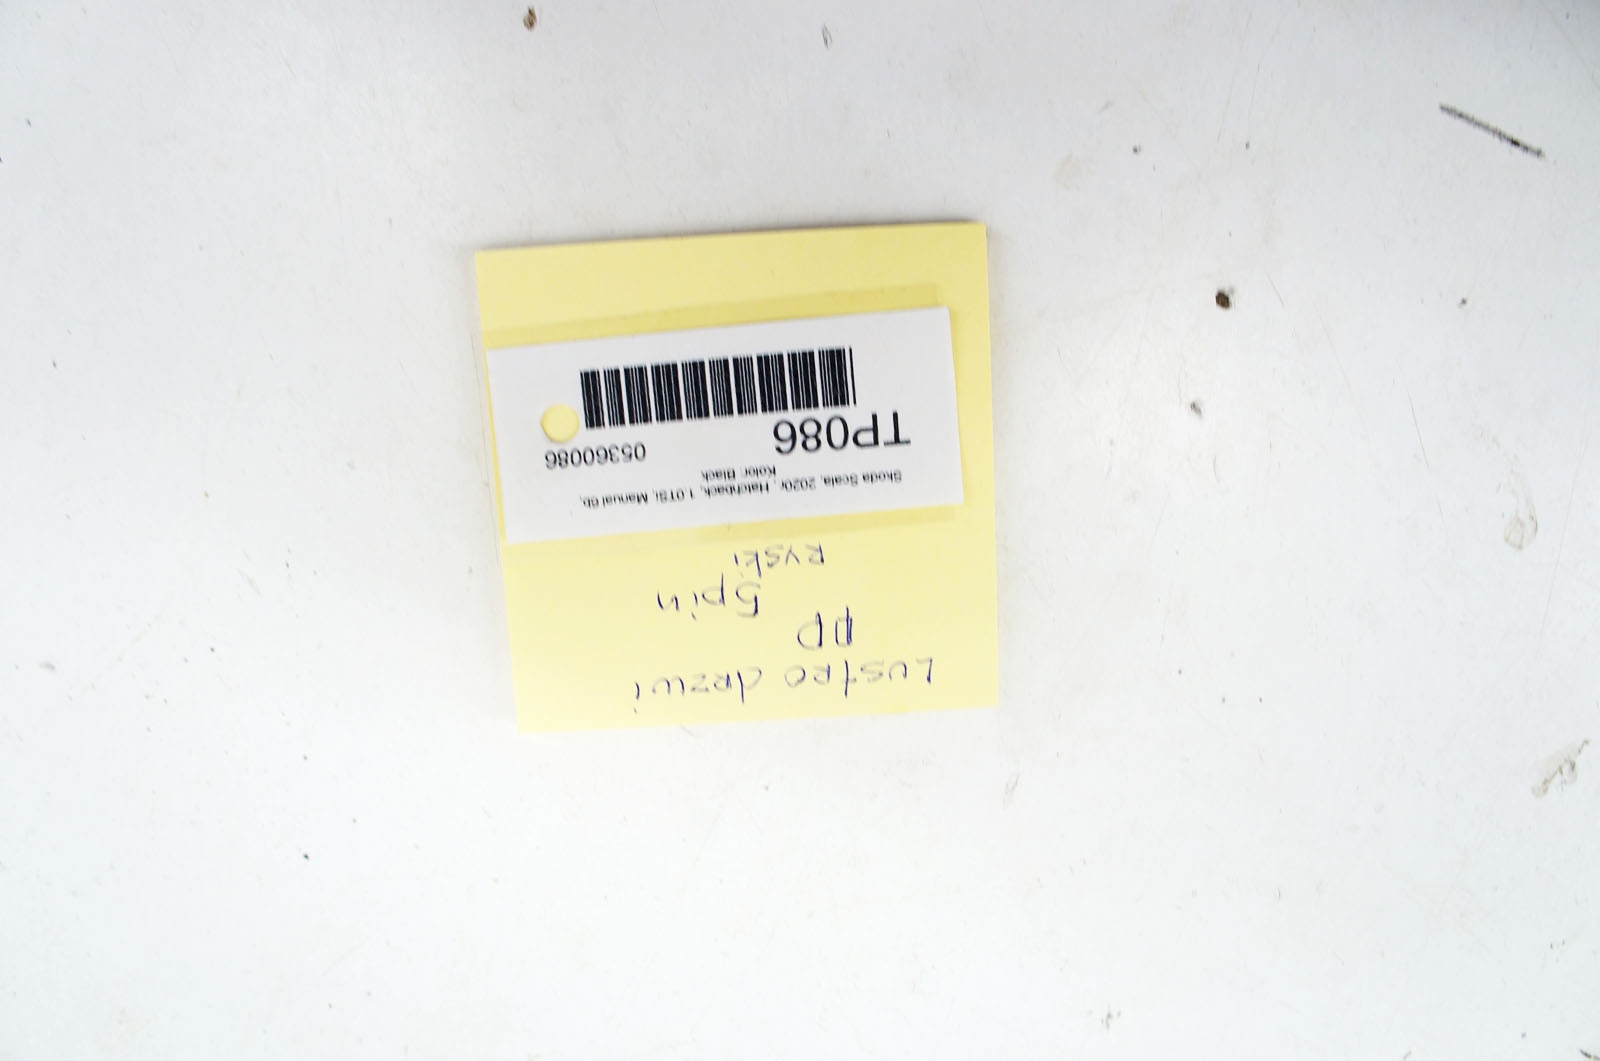 Lustro drzwi
PP
5pin
Ryski
Skoda Scala, 2020r., Hatchback, 1.0TSI, Manual 6b,
Kolor: Black
TP086
05360086